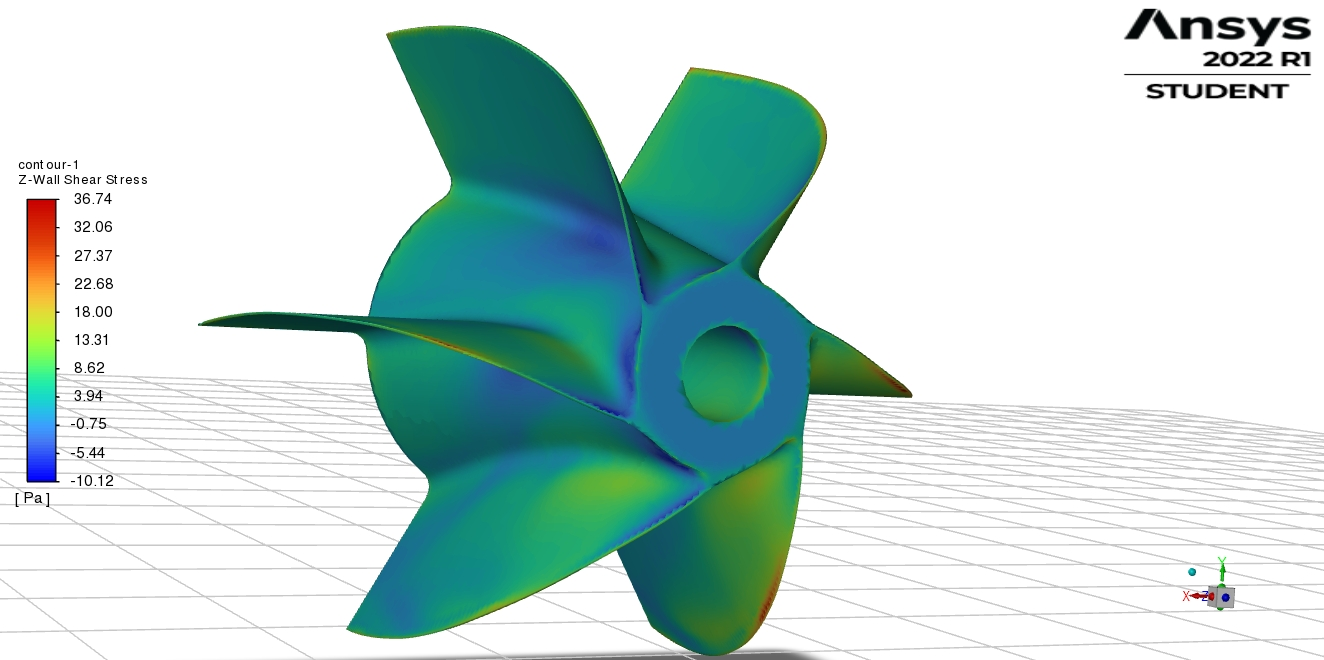 Ansys
2022 R1
STUDENT
contour-1
Z-Wall Shear Stress
36.74
32.06
27.37
22.68
18.00
13.31
8.62
3.94
-0.75
-5.44
-10.12
[ Pa ]
Y
X
Z